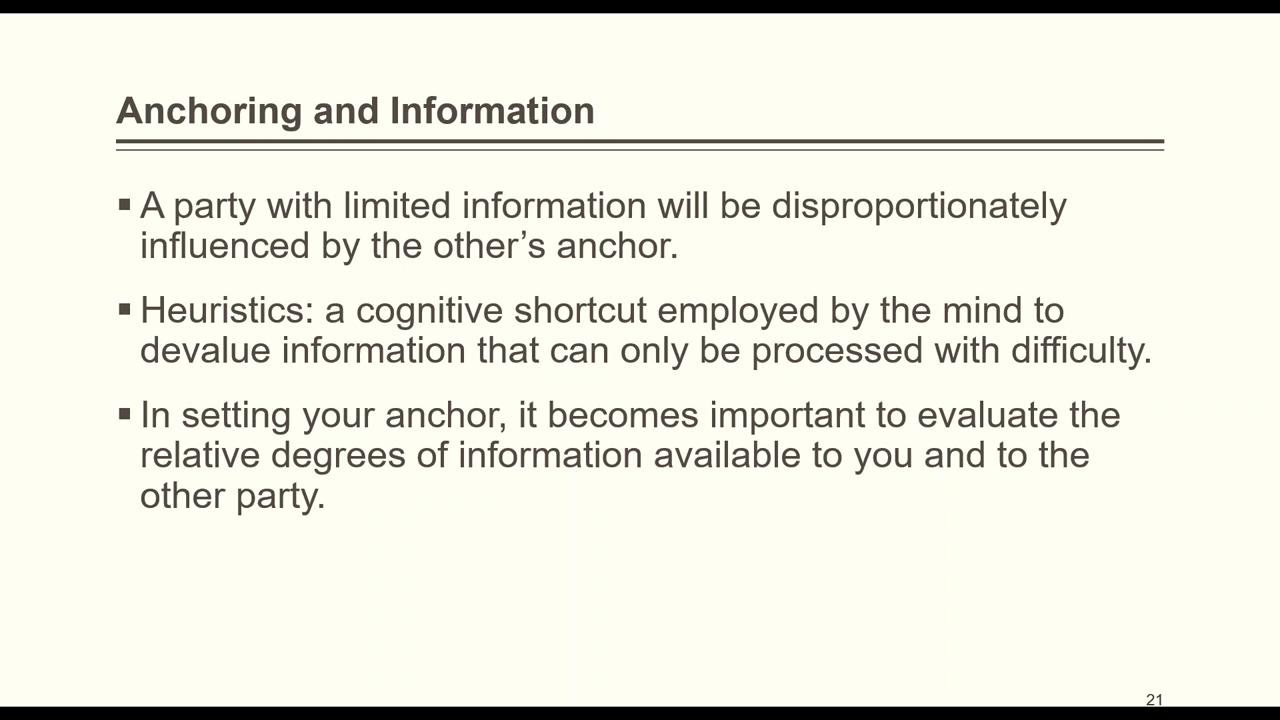 Anchoring and Information
▪ A party with limited information will be disproportionately
influenced by the other’s anchor.
▪ Heuristics: a cognitive shortcut employed by the mind to
devalue information that can only be processed with difficulty.
▪ In setting your anchor, it becomes important to evaluate the
relative degrees of information available to you and to the
other party.
21